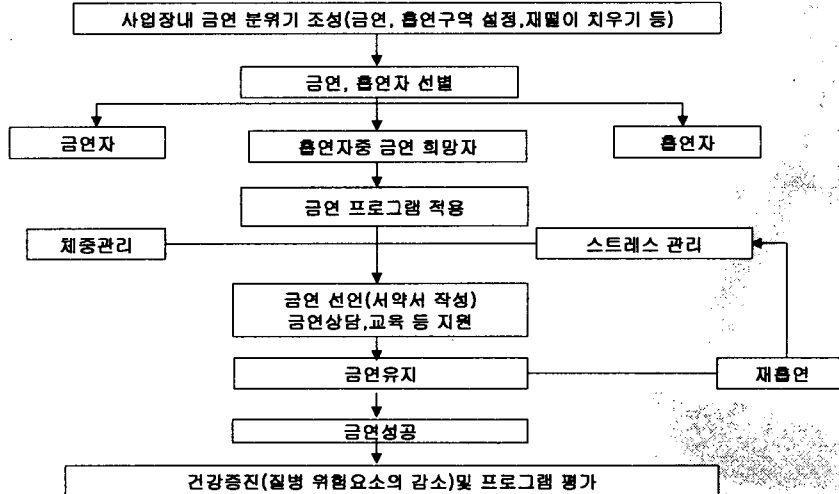 사업장내 금연 분위기 조성(금연, 흡연구역 설정,재떨이 치우기 등)
금연, 흡연자 선별
금연자
흡연자중 금연 희망자
흡연자
금연 프로그램 적용
체중관리
스트레스 관리
금연 선언(서약서 작성)
금연상담,교육 등 지원
금연유지
재흡연
금연성공
건강증진(질병 위험요소의 감소)및 프로그램 평가